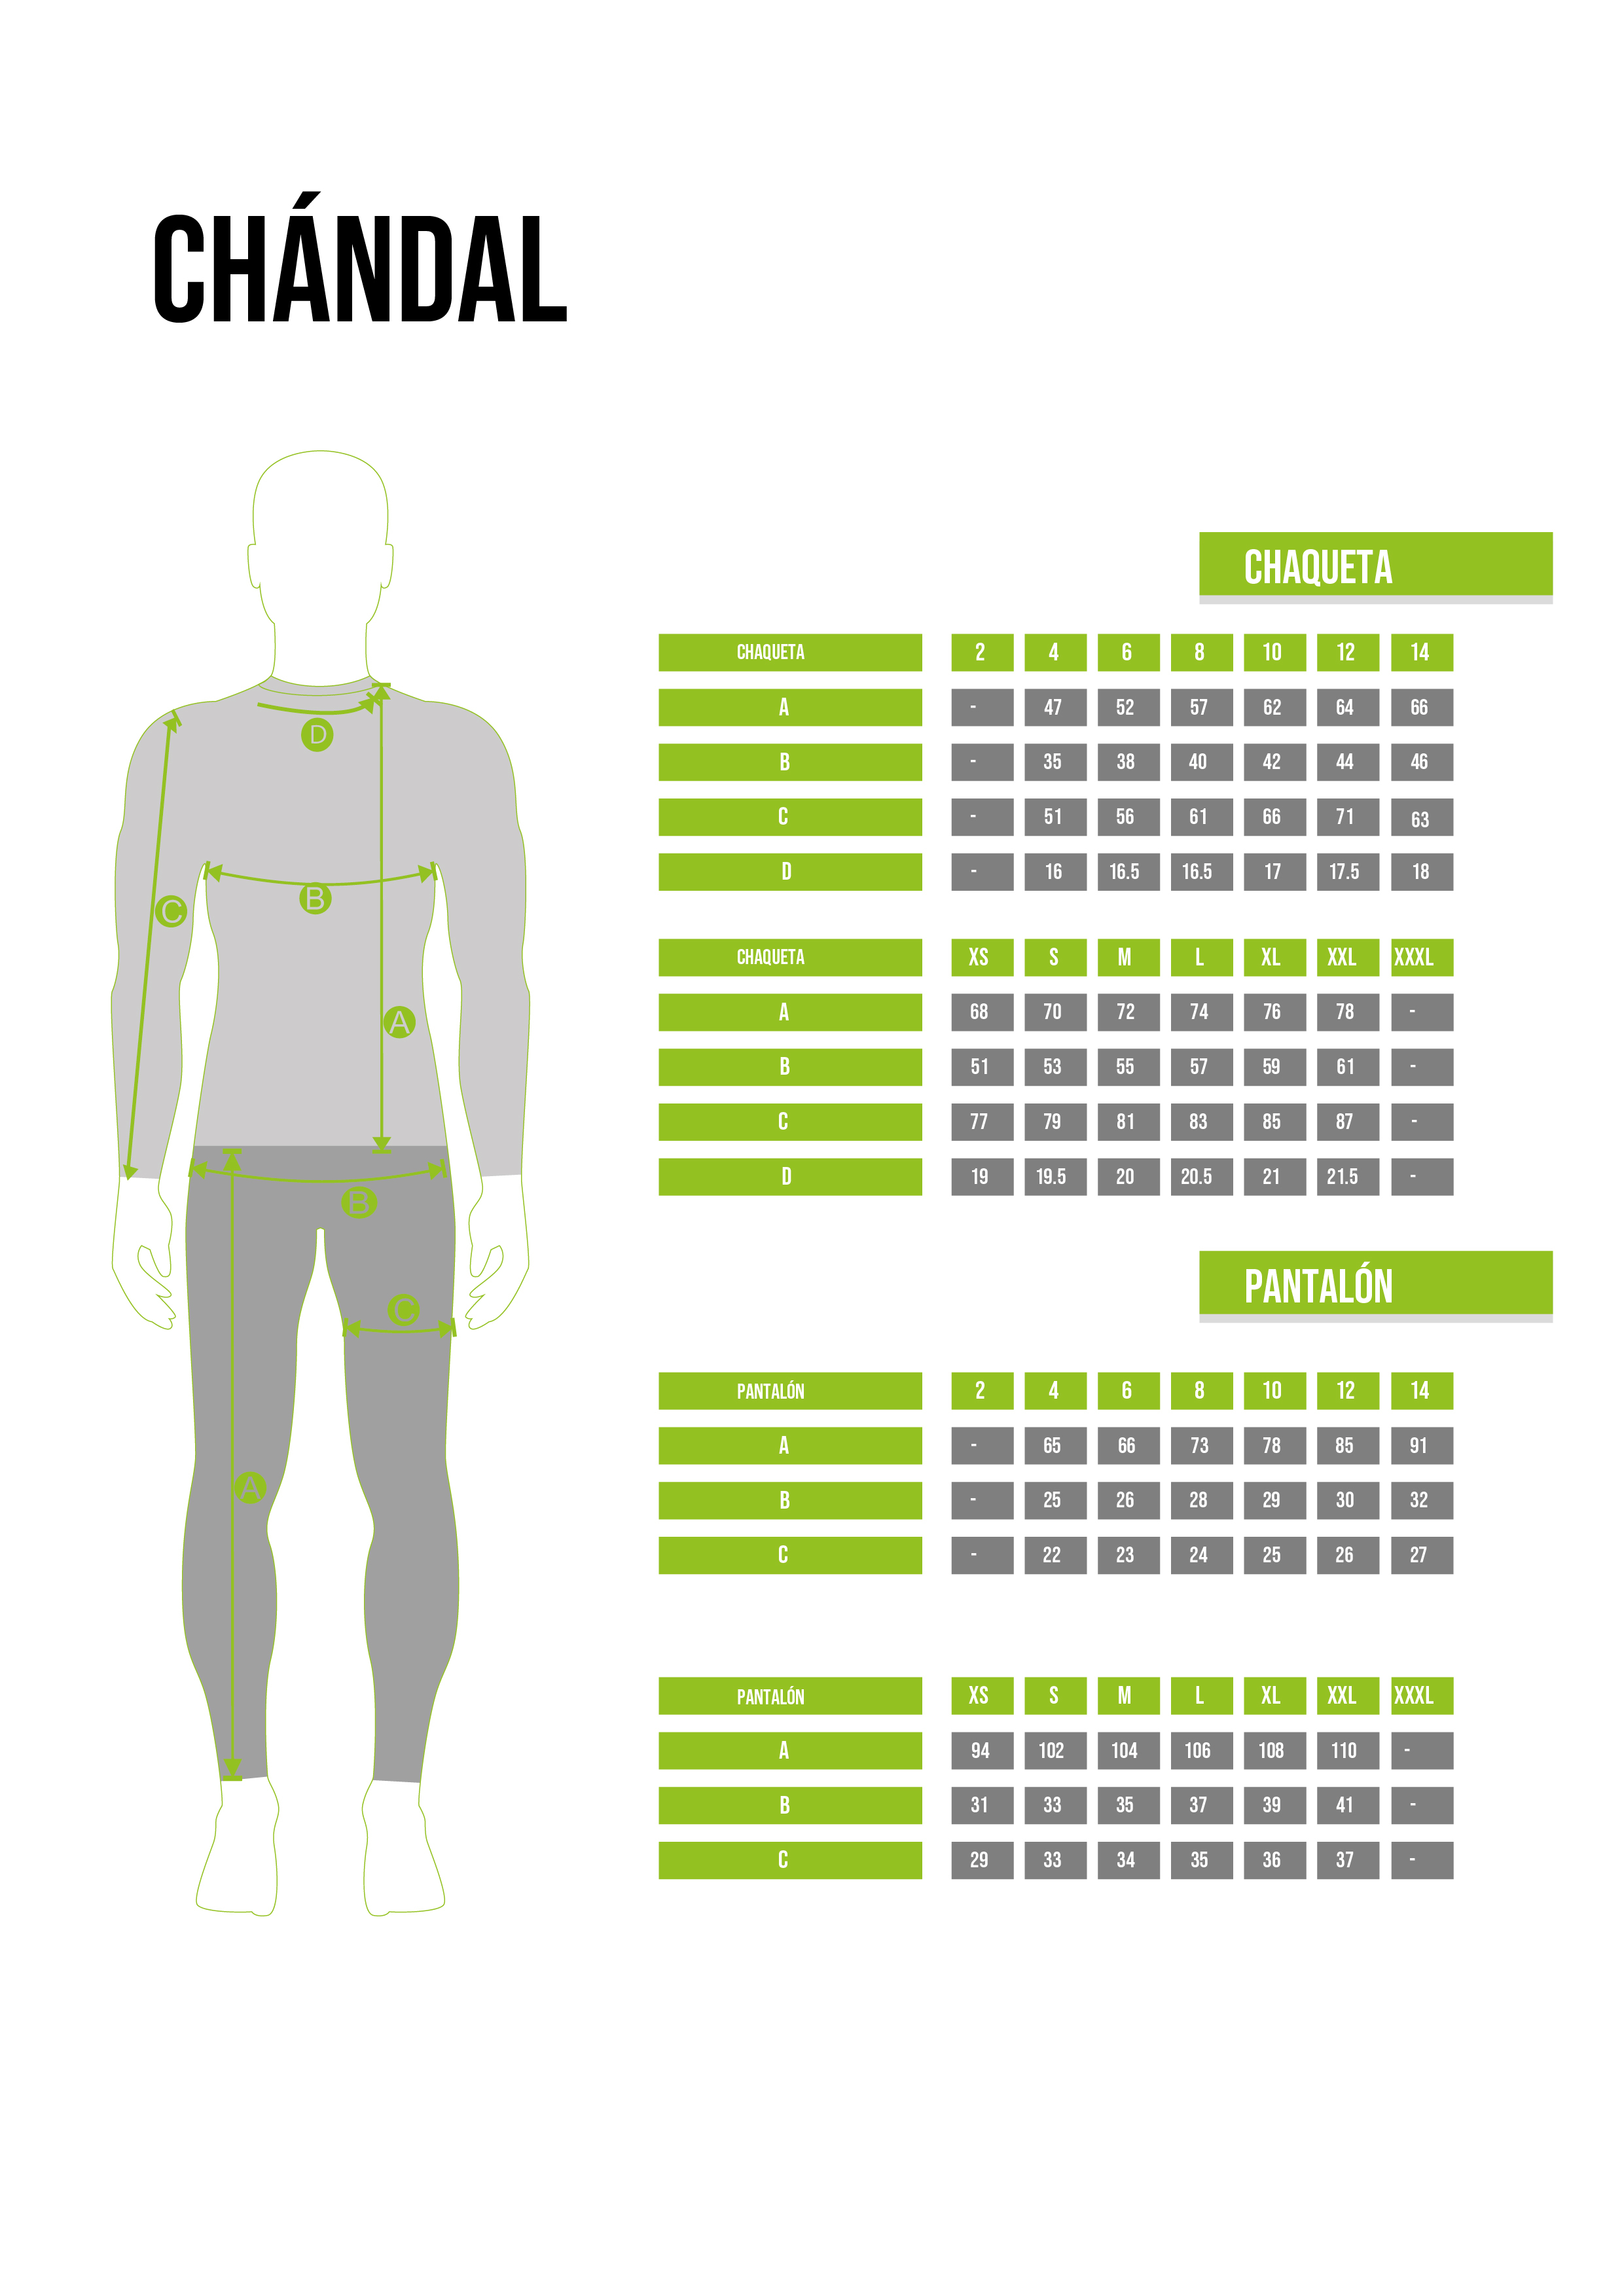 CHÁNDAL
CHAQUETA
CHAQUETA 2 4 6 8 10 12 14
A - 47 52 57 62 64 66
B - 35 38 40 42 44 46
C - 51 56 61 66 71 63
D - 16 16.5 16.5 17 17.5 18
CHAQUETA XS S M L XL XXL XXXL
A 68 70 72 74 76 78 -
B 51 53 55 57 59 61 -
C 77 79 81 83 85 87 -
D 19 19.5 20 20.5 21 21.5 -
PANTALÓN
PANTALÓN 2 4 6 8 10 12 14
A - 65 66 73 78 85 91
B - 25 26 28 29 30 32
C - 22 23 24 25 26 27
PANTALÓN XS S M L XL XXL XXXL
A 94 102 104 106 108 110 -
B 31 33 35 37 39 41 -
C 29 33 34 35 36 37 -
D
B
C
A
B
C
A